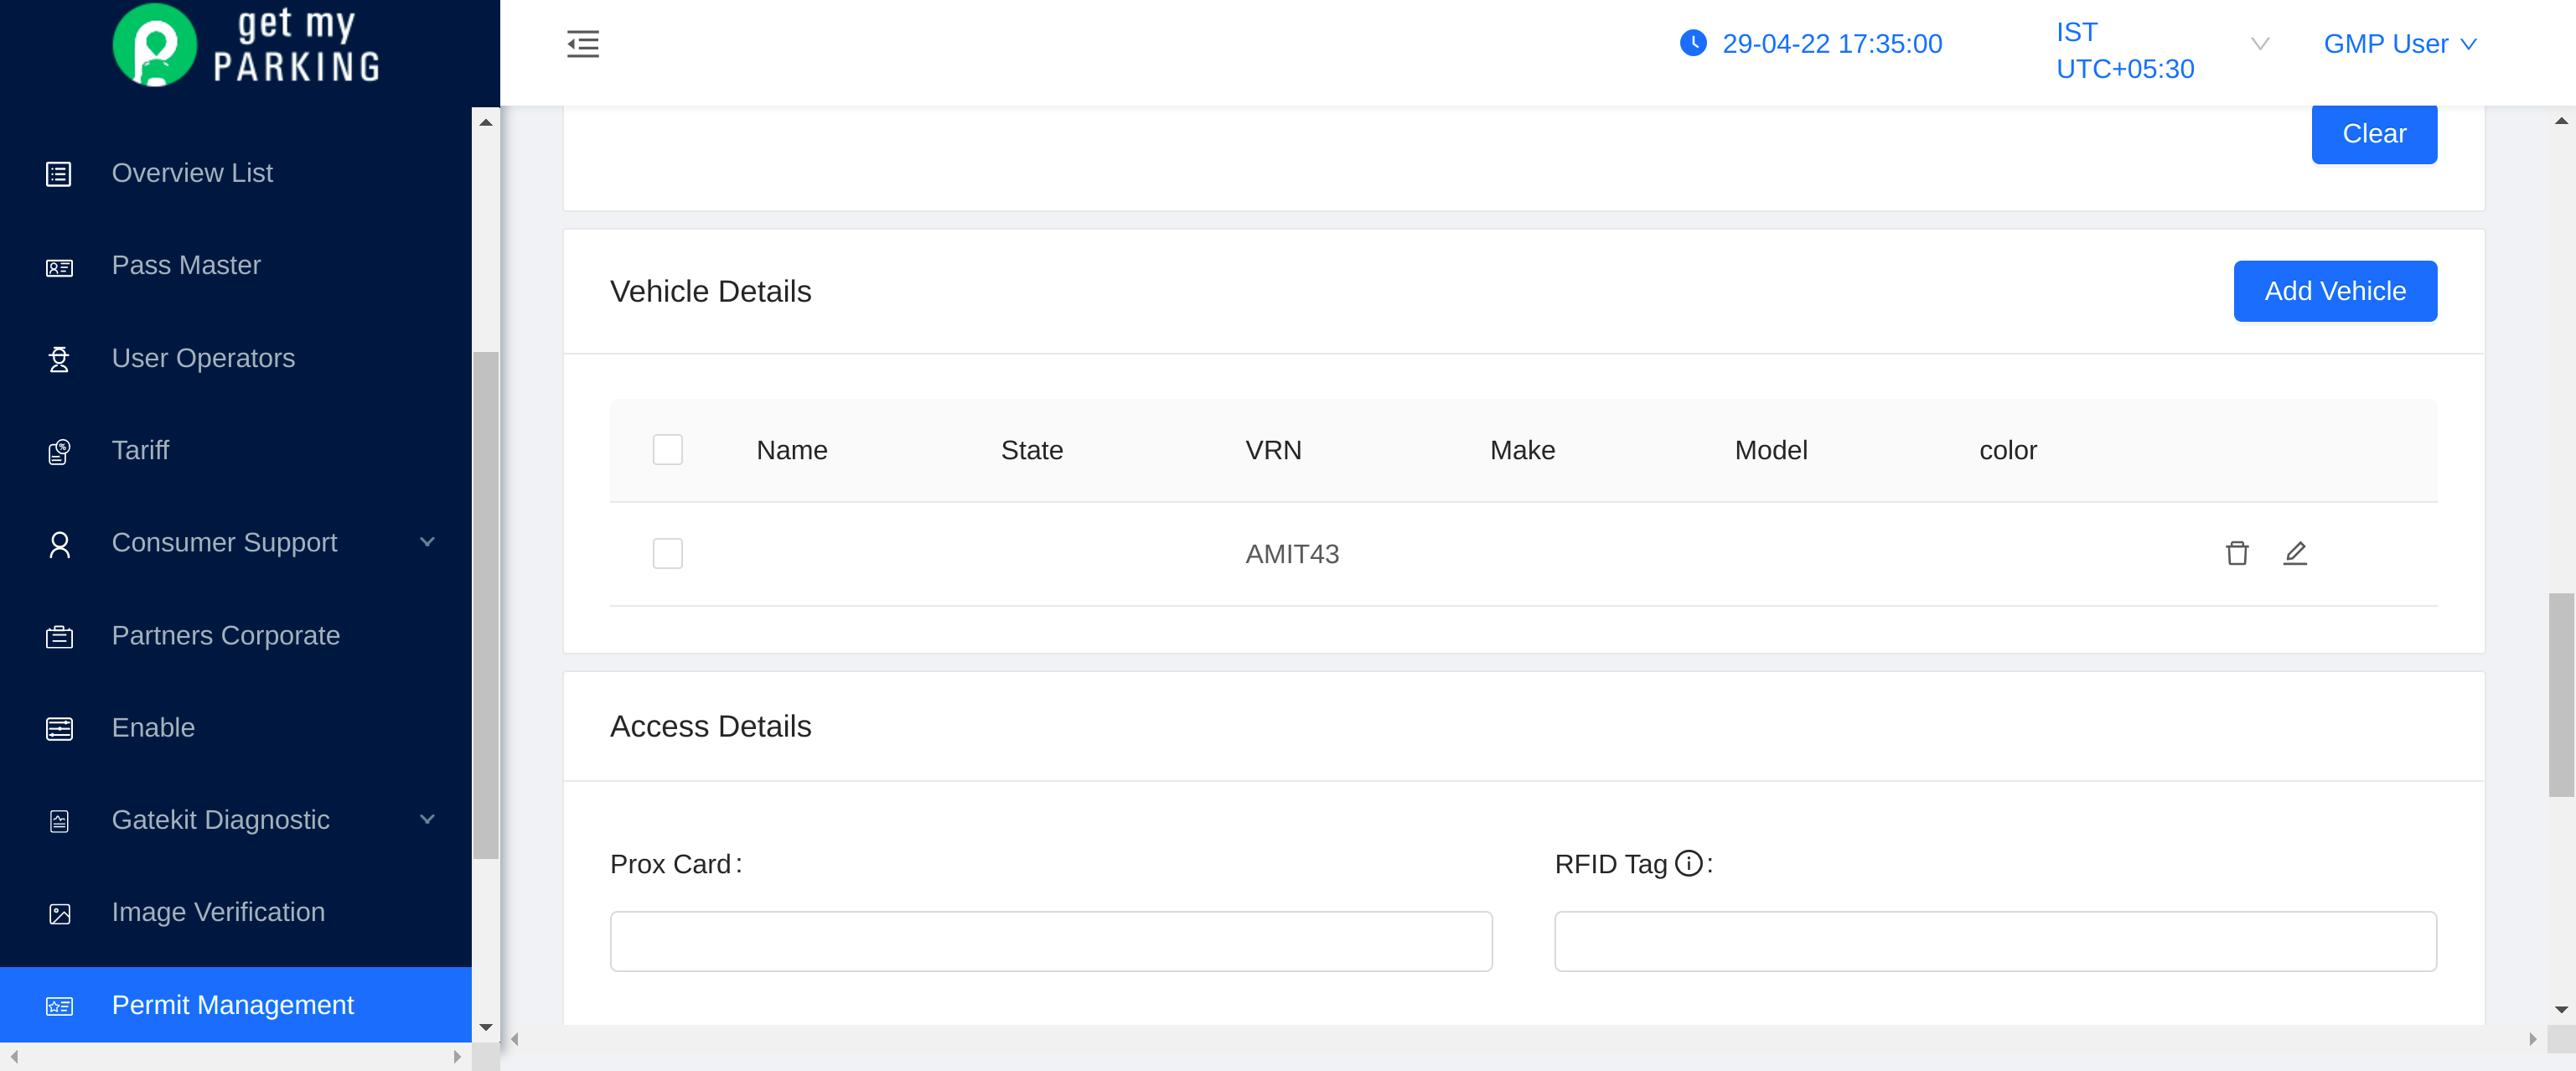 get my
PARKING
29-04-22 17:35:00
IST
UTC+05:30
GMP User
Overview List
Pass Master
User Operators
Tariff
Consumer Support
Partners Corporate
Enable
Gatekit Diagnostic
Image Verification
Permit Management
Clear
Vehicle Details
Add Vehicle
Name State VRN Make Model color
AMIT43
Access Details
Prox Card :
RFID Tag :